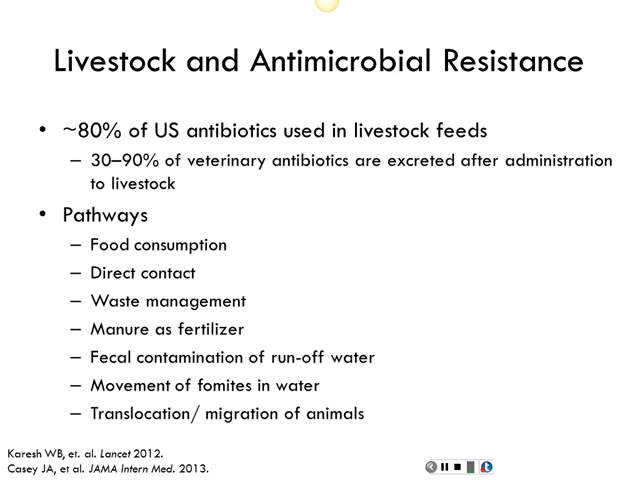 Livestock and Antimicrobial Resistance
• ~80% of US antibiotics used in livestock feeds
– 30–90% of veterinary antibiotics are excreted after administration
to livestock
• Pathways
– Food consumption
– Direct contact
– Waste management
– Manure as fertilizer
– Fecal contamination of run-off water
– Movement of fomites in water
– Translocation/ migration of animals
Karesh WB, et. al. Lancet 2012.
Casey JA, et al. JAMA Intern Med. 2013.